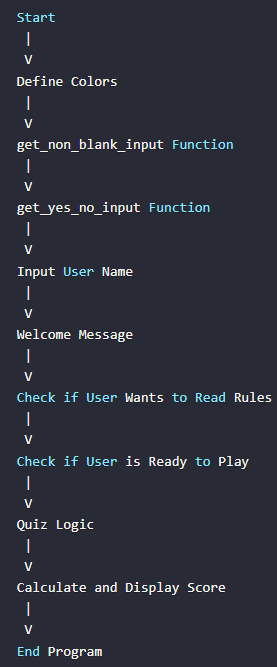 Start
|
V
Define Colors
|
V
get_non_blank_input Function
|
V
get_yes_no_input Function
|
V
Input User Name
|
V
Welcome Message
|
V
Check if User Wants to Read Rules
|
V
Check if User is Ready to Play
|
V
Quiz Logic
|
V
Calculate and Display Score
|
V
End Program